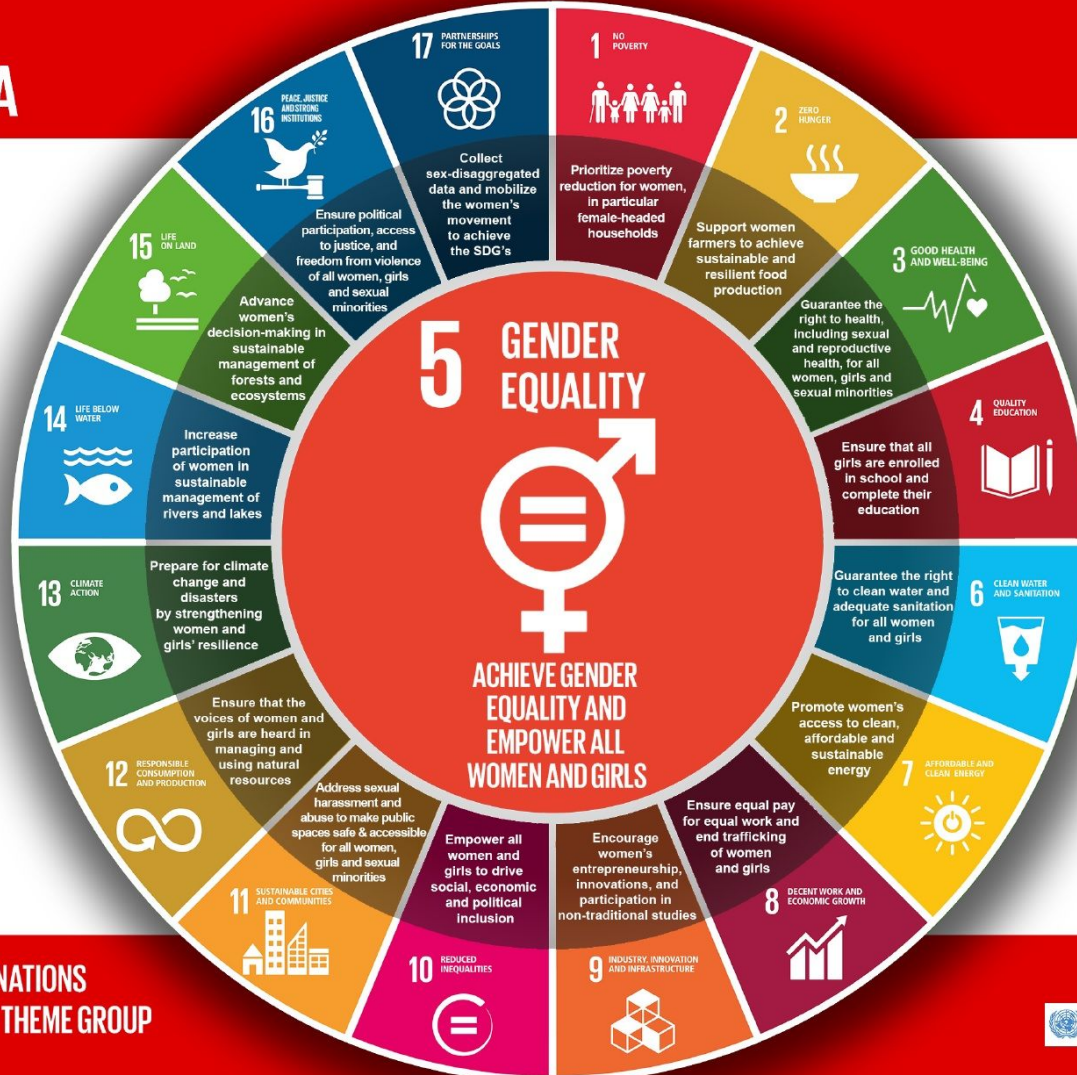 A
17 PARTNERSHIPS
FOR THE GOALS
Collect
sex-disaggregated
data and mobilize
the women's
movement
to achieve
the SDG's
1 NO
POVERTY
Prioritize poverty
reduction for women,
in particular
female-headed
households
2 ZERO
HUNGER
Support women
farmers to achieve
sustainable and
resilient food
production
3 GOOD HEALTH
AND WELL-BEING
Guarantee the
right to health,
including sexual
and reproductive
health, for all
women, girls and
sexual minorities
4 QUALITY
EDUCATION
Ensure that all
girls are enrolled
in school and
complete their
education
6 CLEAN WATER
AND SANITATION
Guarantee the right
to clean water and
adequate sanitation
for all women
and girls
7 AFFORDABLE AND
CLEAN ENERGY
Promote women's
access to clean,
affordable and
sustainable
energy
8 DECENT WORK AND
ECONOMIC GROWTH
Ensure equal pay
for equal work and
end trafficking
of women
and girls
9 INDUSTRY, INNOVATION
AND INFRASTRUCTURE
Encourage
women's
entrepreneurship,
innovations, and
participation in
non-traditional studies
10 REDUCED
INEQUALITIES
Empower all
women and
girls to drive
social, economic
and political
inclusion
11 SUSTAINABLE CITIES
AND COMMUNITIES
Address sexual
harassment and
abuse to make public
spaces safe & accessible
for all women,
girls and sexual
minorities
12 RESPONSIBLE
CONSUMPTION
AND PRODUCTION
Ensure that the
voices of women and
girls are heard in
managing and
using natural
resources
13 CLIMATE
ACTION
Prepare for climate
change and
disasters
by strengthening
women and
girls' resilience
14 LIFE BELOW
WATER
Increase
participation
of women in
sustainable
management of
rivers and lakes
15 LIFE
ON LAND
Advance
women's
decision-making in
sustainable
management of
forests and
ecosystems
16 PEACE, JUSTICE
AND STRONG
INSTITUTIONS
Ensure political
participation, access
to justice, and
freedom from violence
of all women, girls
and sexual
minorities
5 GENDER
EQUALITY
ACHIEVE GENDER
EQUALITY AND
EMPOWER ALL
WOMEN AND GIRLS
NATIONS
THEME GROUP